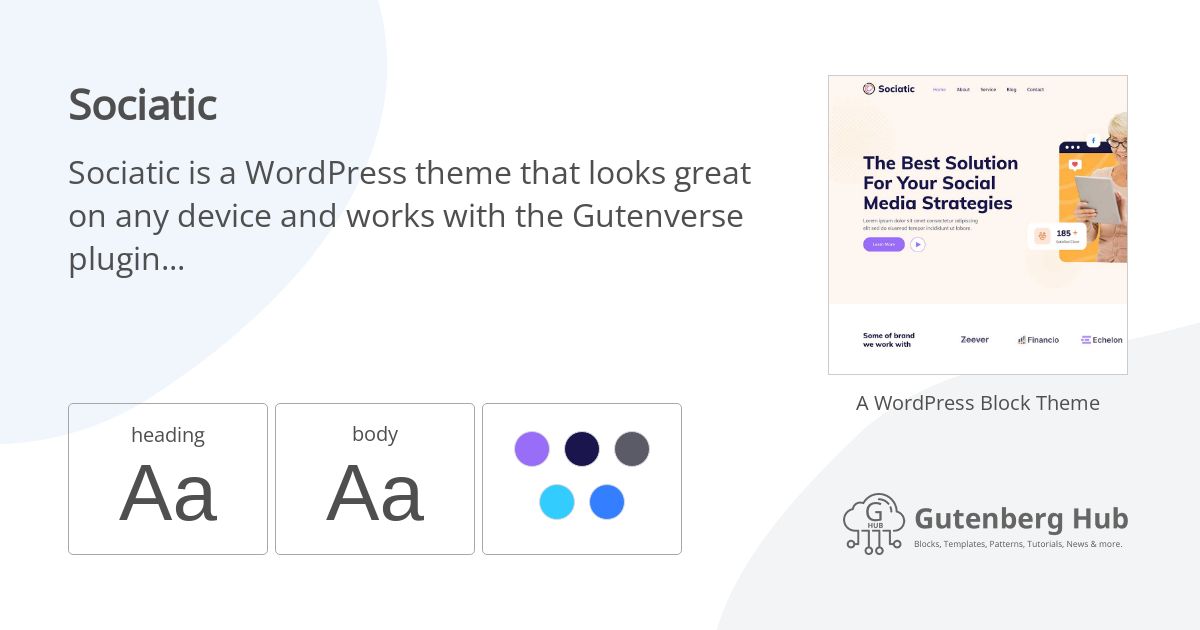 Sociatic
Sociatic is a WordPress theme that looks great
on any device and works with the Gutenverse
plugin...
heading
Aa
body
Aa
Sociatic
Home About Service Blog Contact
The Best Solution
For Your Social
Media Strategies
Lorem ipsum dolor sit amet consectetur adipiscing
elit sed do eiusmod tempor incididunt ut labore.
Learn More
185 +
Some of brand
we work with
Zeever
Financio
Echelon
A WordPress Block Theme
G
HUB
Gutenberg Hub
Blocks, Templates, Patterns, Tutorials, News & more.